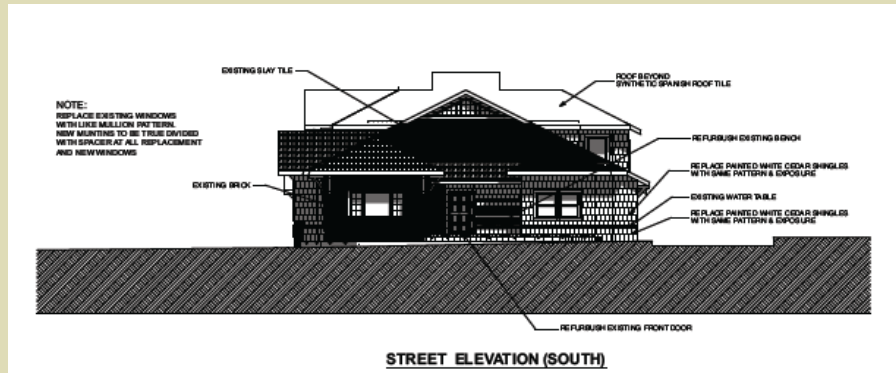 EXISTING SLAY TILE
ROOF BEYOND
SYNTHETIC SPANISH ROOF TILE
NOTE:
REPLACE EXISTING WINDOWS
WITH LIKE MULLION PATTERN.
NEW MUNTINS TO BE TRUE DIVIDED
WITH SPACER AT ALL REPLACEMENT
AND NEW WINDOWS
REFURBUSH EXISTING BENCH
REPLACE PAINTED WHITE CEDAR SHINGLES
WITH SAME PATTERN & EXPOSURE
EXISTING BRICK
EXISTING WATER TABLE
REPLACE PAINTED WHITE CEDAR SHINGLES
WITH SAME PATTERN & EXPOSURE
REFURBUSH EXISTING FRONT DOOR
STREET ELEVATION (SOUTH)